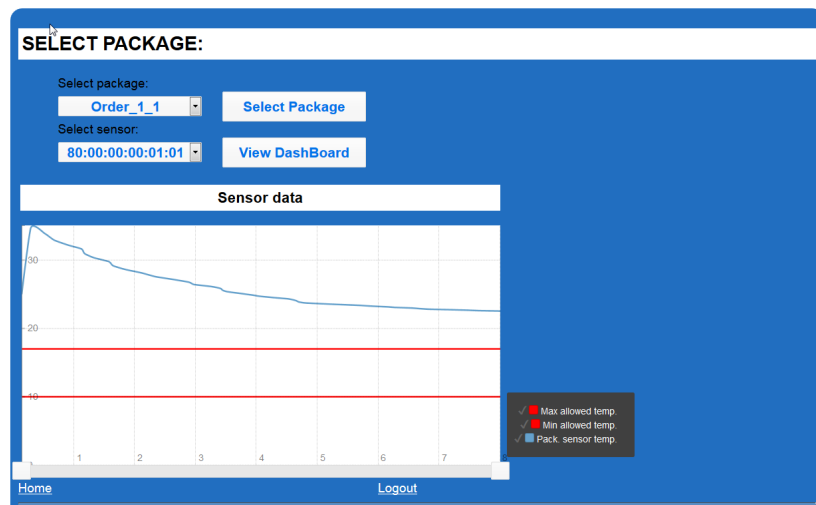 SELECT PACKAGE:
Select package:
Order_1_1
Select Package
Select sensor:
80:00:00:00:01:01
View DashBoard
Sensor data
30
20
10
1 2 3 4 5 6 7
Max allowed temp.
Min allowed temp.
Pack. sensor temp.
Home
Logout